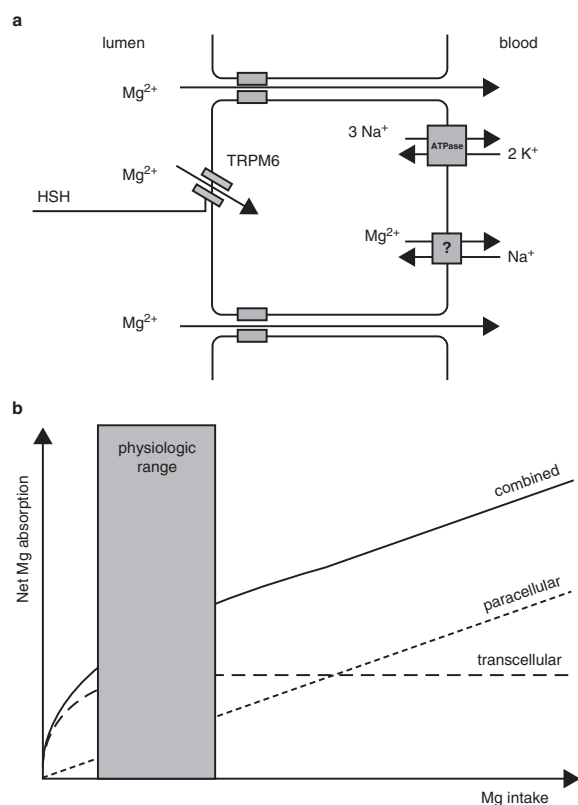 a
lumen
blood
Mg2+
3 Na+
ATPase
2 K+
Mg2+
TRPM6
HSH
Mg2+
?
Na+
Mg2+
b
Net Mg absorption
physiologic
range
combined
paracellular
transcellular
Mg intake